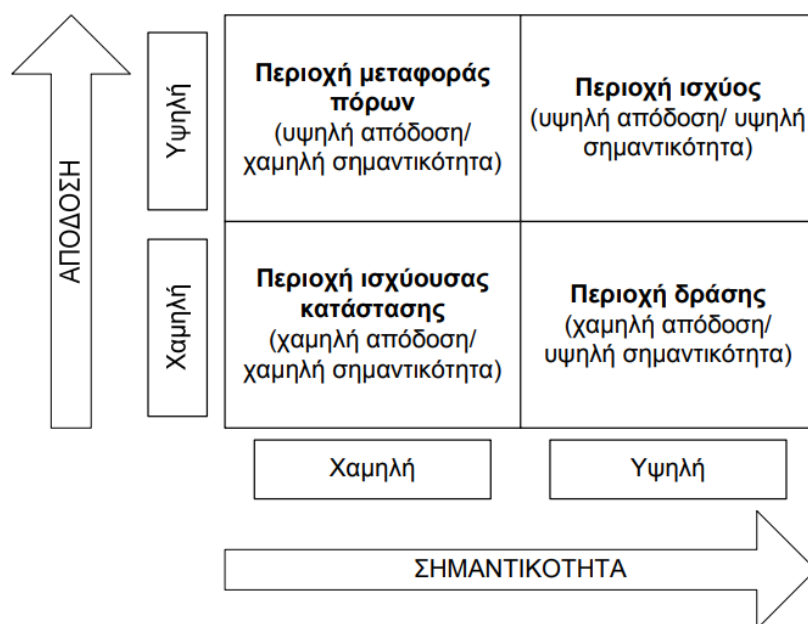 ΑΠΟΔΟΣΗ
Υψηλή
Περιοχή μεταφοράς
πόρων
(υψηλή απόδοση/
χαμηλή σημαντικότητα)
Περιοχή ισχύος
(υψηλή απόδοση/ υψηλή
σημαντικότητα)
Χαμηλή
Περιοχή ισχύουσας
κατάστασης
(χαμηλή απόδοση/
χαμηλή σημαντικότητα)
Περιοχή δράσης
(χαμηλή απόδοση/
υψηλή σημαντικότητα)
Χαμηλή
Υψηλή
ΣΗΜΑΝΤΙΚΟΤΗΤΑ